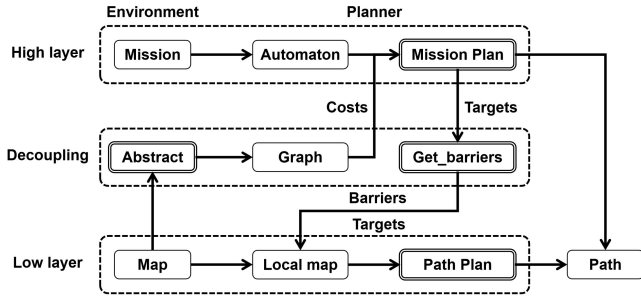 Environment Planner
High layer Mission Automaton Mission Plan
Costs Targets
Decoupling Abstract Graph Get_barriers
Barriers
Targets
Low layer Map Local map Path Plan Path